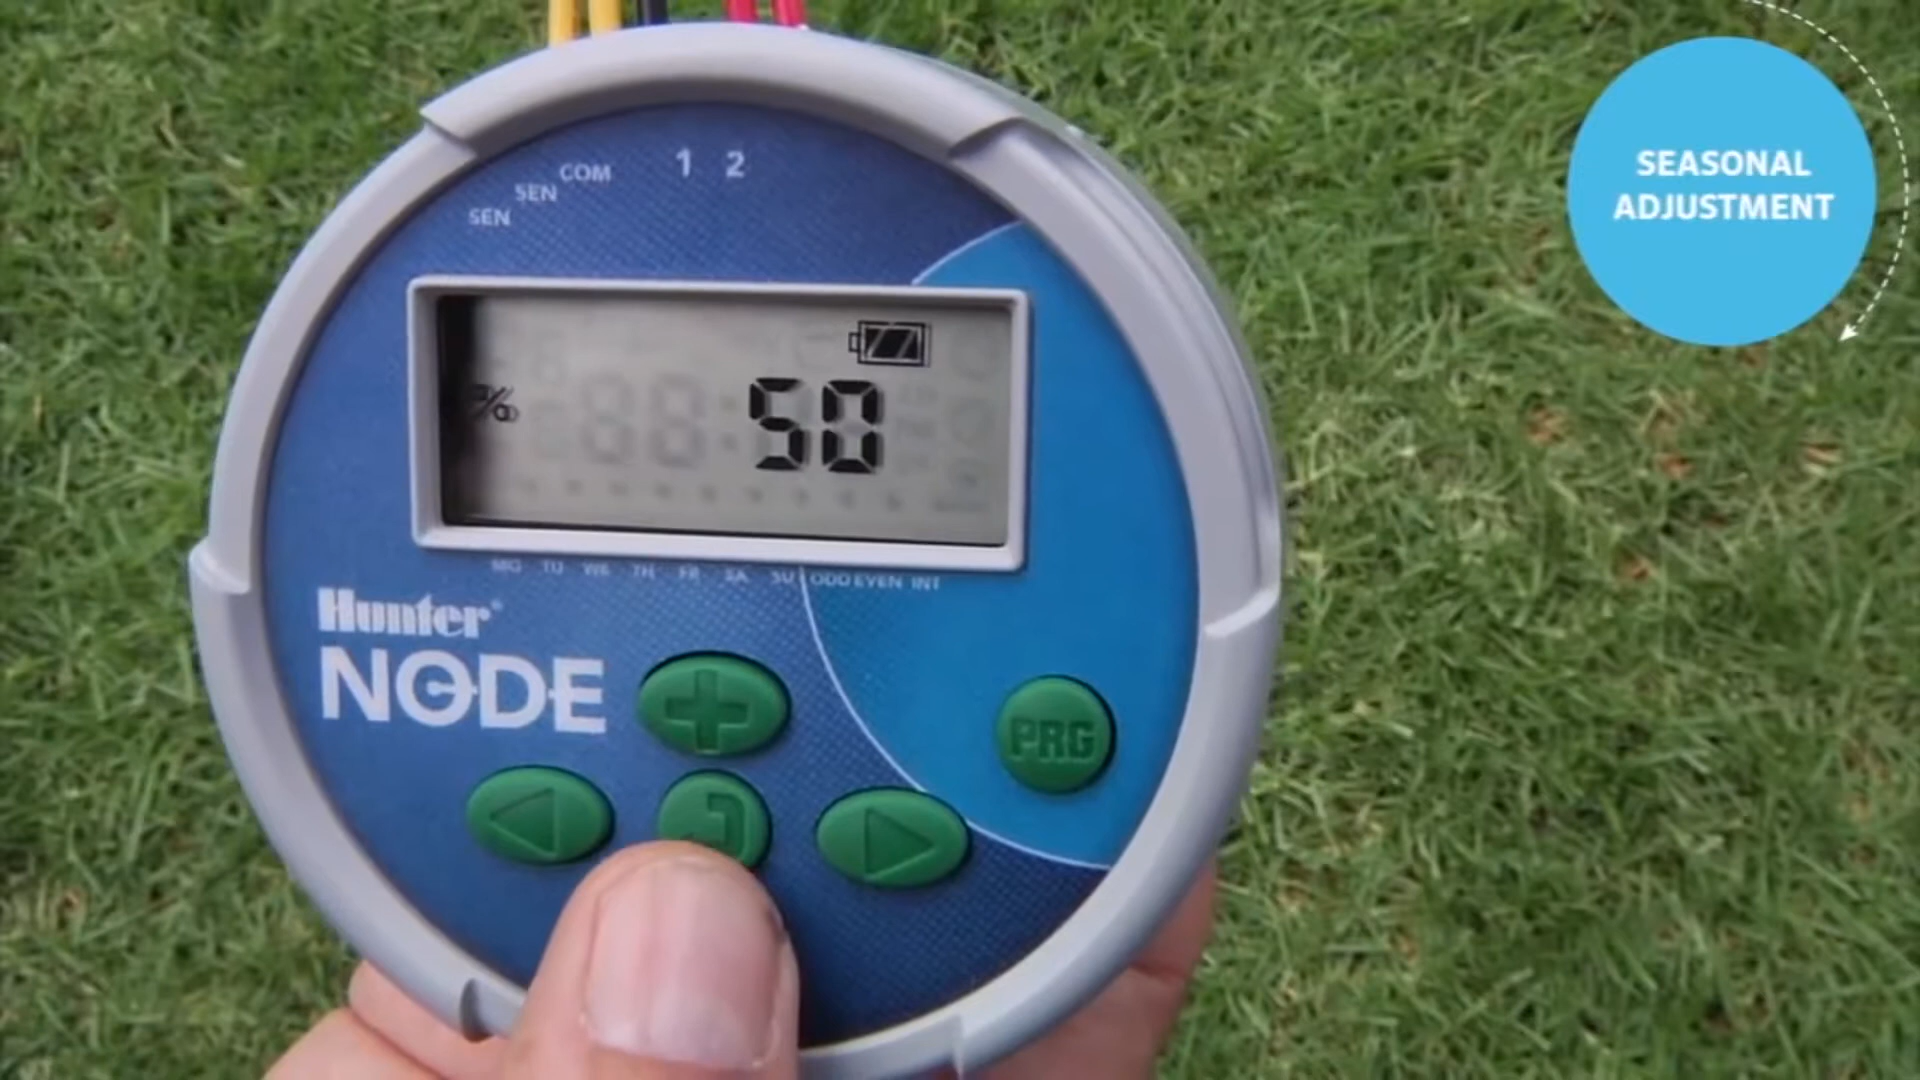 SEASONAL
ADJUSTMENT
1 2
COM
SEN
SEN
%
50
MO TU WE TH FR SA SU ODD EVEN INT
Hunter®
NODE
PRG